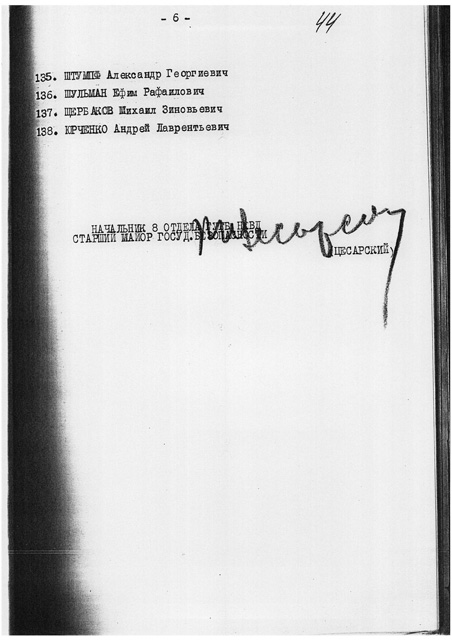 - 6 -
44
135. ШТУМПФ Александр Георгиевич
136. ШУЛЬМАН Ефим Рафаилович
137. ЩЕРБАКОВ Михаил Зиновьевич
138. ЮРЧЕНКО Андрей Лаврентьевич
НАЧАЛЬНИК 8 ОТДЕЛА ГУГБ НКВД
СТАРШИЙ МАЙОР ГОСУД.БЕЗОПАСНОСТИ
ЦЕСАРСКИЙ